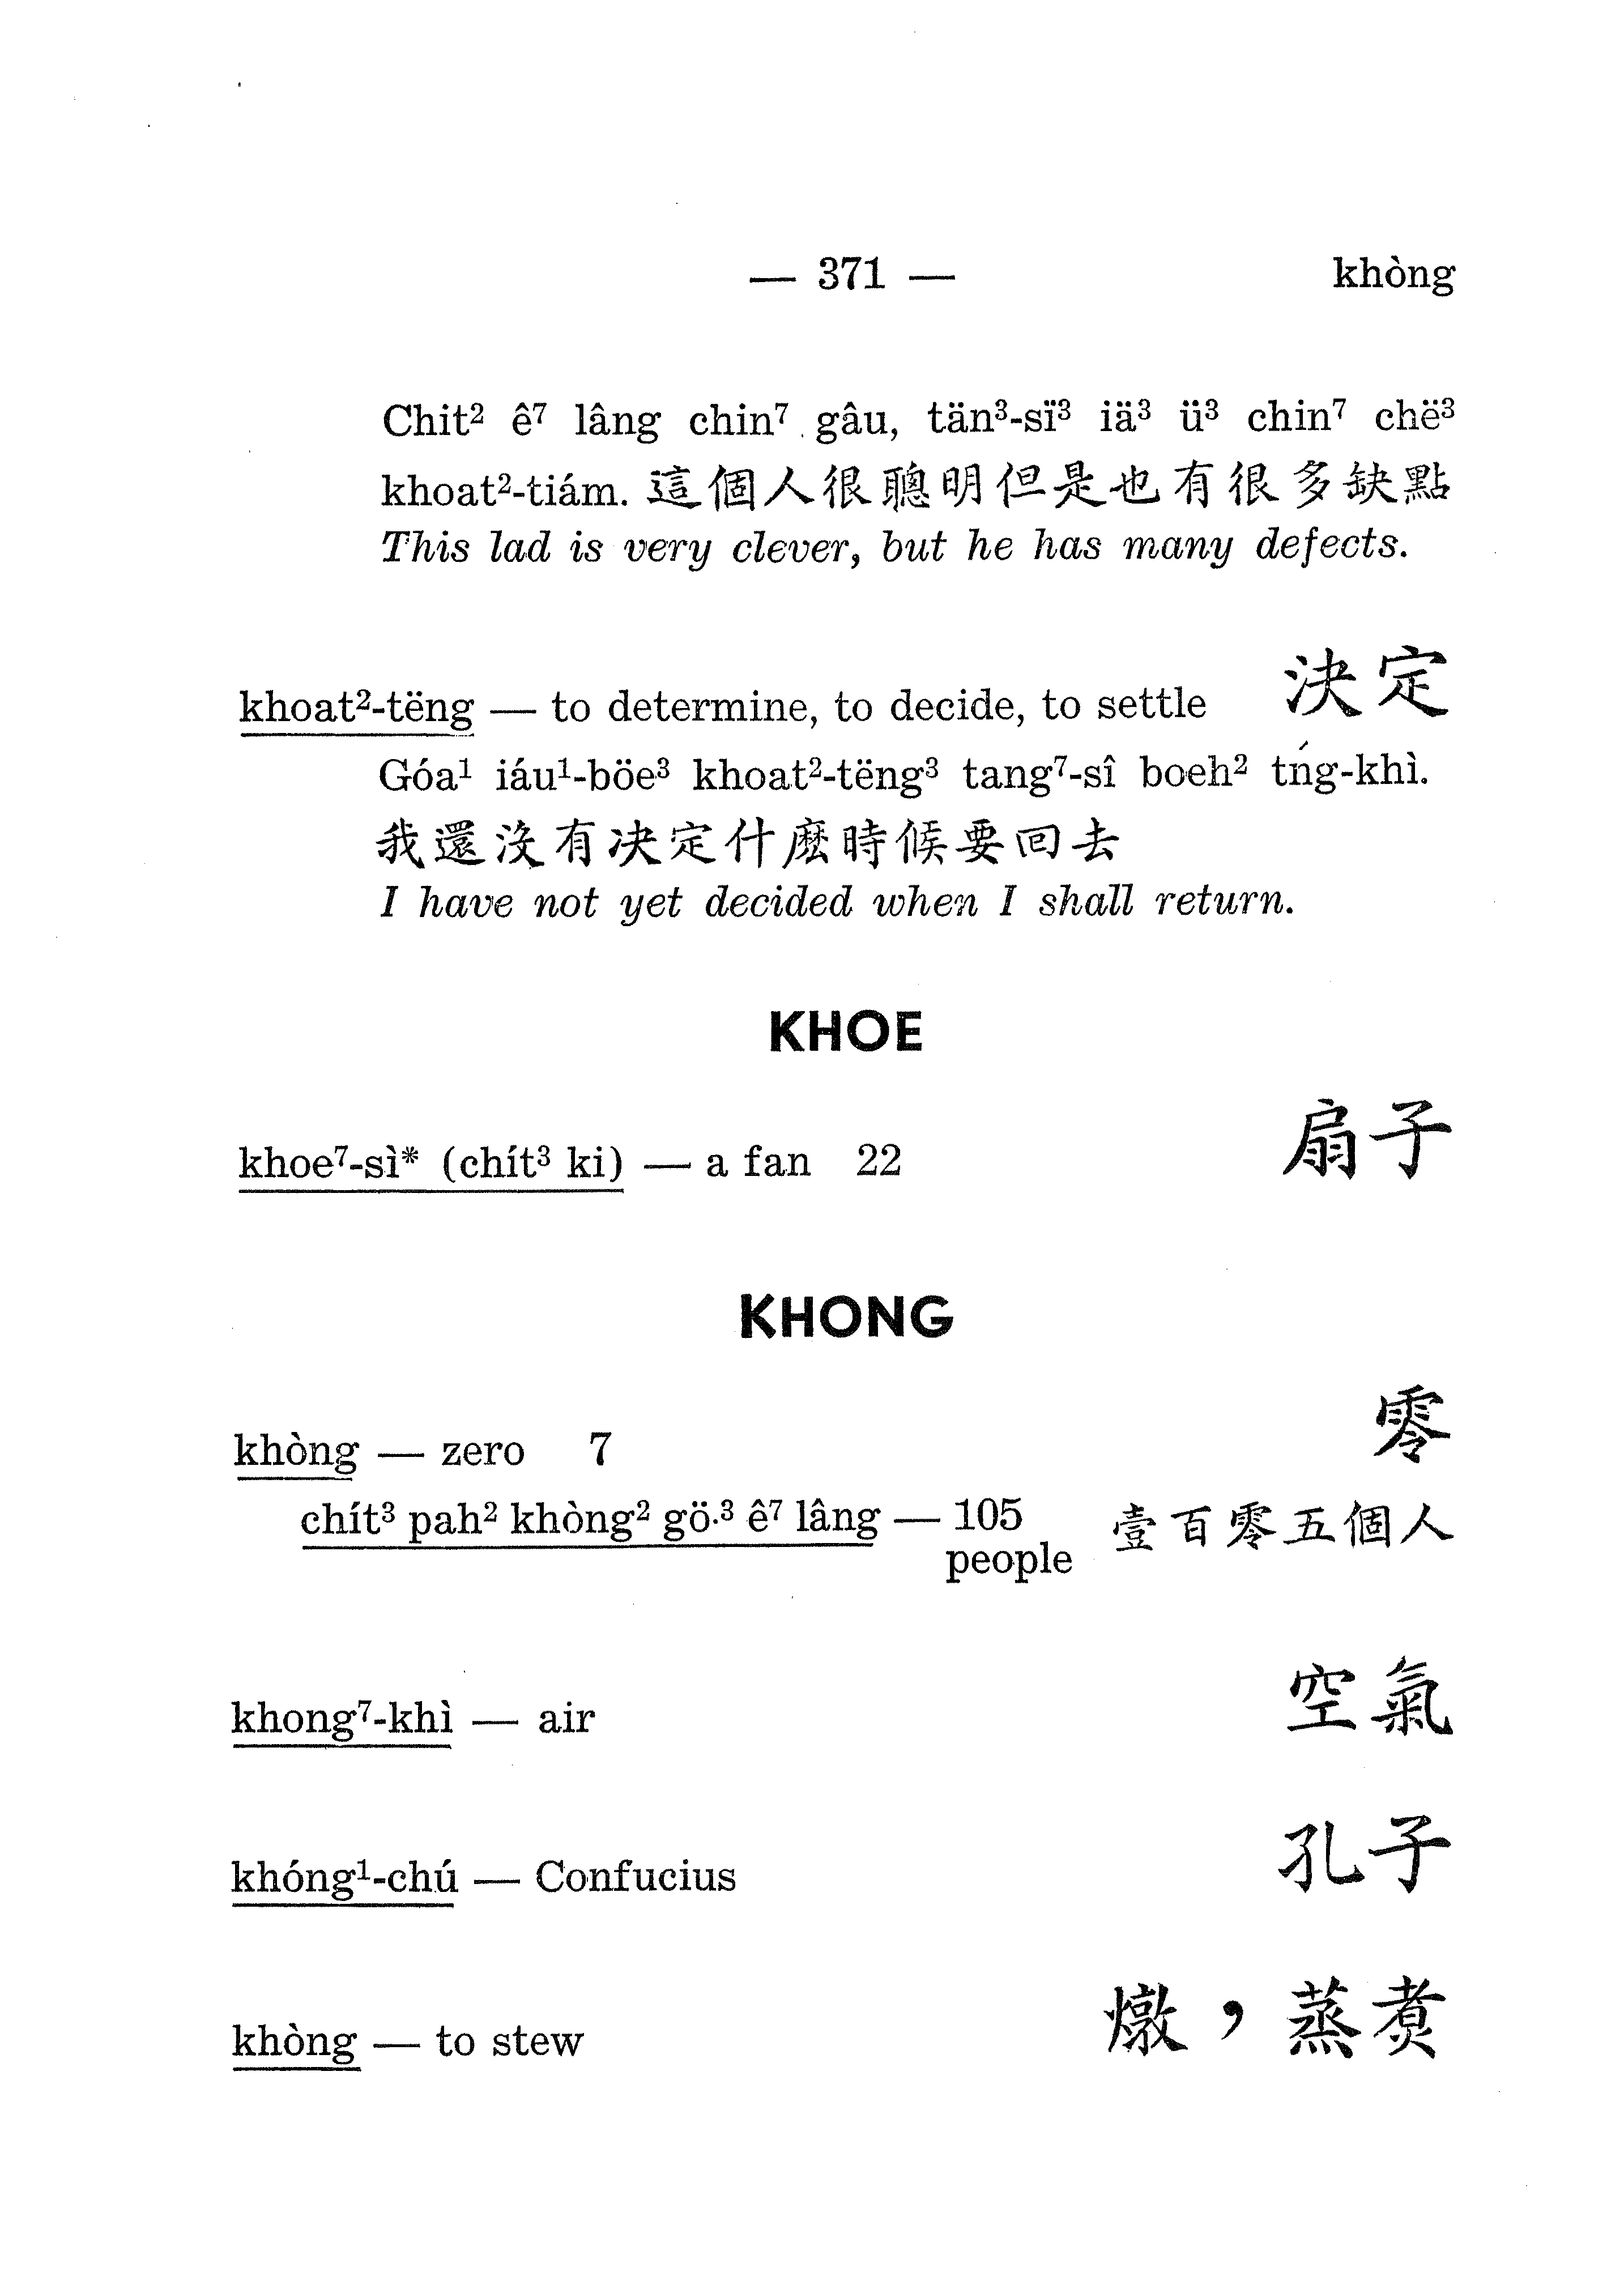 — 371 — khòng
Chit² ê⁷ lâng chin⁷ gâu, tän³-sï³ iä³ ü³ chin⁷ chë³
khoat²-tiám. 這個人很聰明但是也有很多缺點
This lad is very clever, but he has many defects.
khoat²-tëng — to determine, to decide, to settle 決定
Góa¹ iáu¹-böe³ khoat²-tëng³ tang⁷-sî boeh² tńg-khì.
我還沒有决定什麼時候要回去
I have not yet decided when I shall return.
KHOE
khoe⁷-sì* (chít³ ki) — a fan 22 扇子
KHONG
khòng — zero 7 零
chít³ pah² khòng² gö·³ ê⁷ lâng — 105 壹百零五個人
people
khong⁷-khì — air 空氣
khóng¹-chú — Confucius 孔子
khòng — to stew 燉，蒸煮